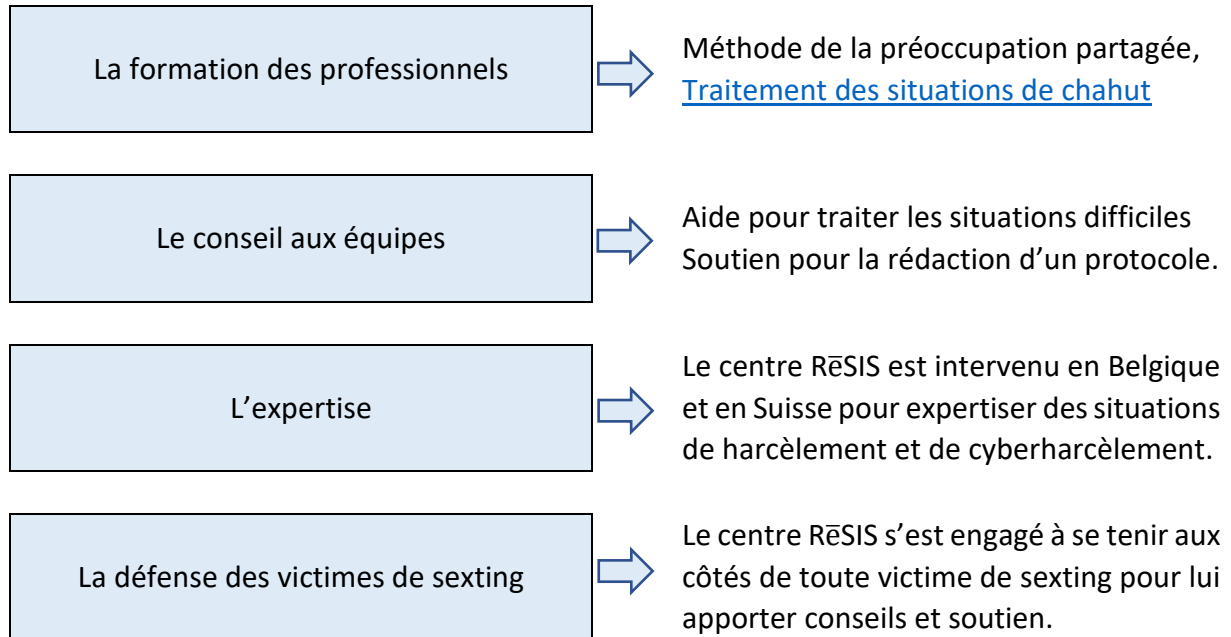 La formation des professionnels
Méthode de la préoccupation partagée,
Traitement des situations de chahut
Le conseil aux équipes
Aide pour traiter les situations difficiles
Soutien pour la rédaction d’un protocole.
L’expertise
Le centre RēSIS est intervenu en Belgique
et en Suisse pour expertiser des situations
de harcèlement et de cyberharcèlement.
La défense des victimes de sexting
Le centre RēSIS s’est engagé à se tenir aux
côtés de toute victime de sexting pour lui
apporter conseils et soutien.